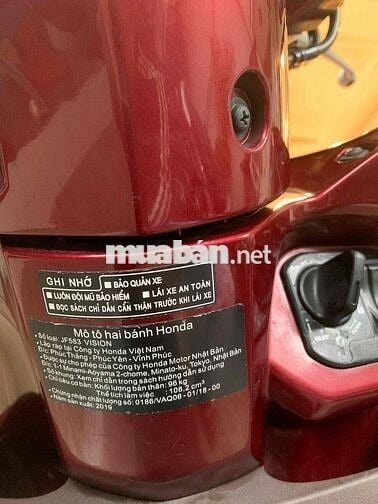 muaban.net
GHI NHỚ
BẢO QUẢN XE
LUÔN ĐỘI MŨ BẢO HIỂM
LÁI XE AN TOÀN
ĐỌC SÁCH CHỈ DẪN CẨN THẬN TRƯỚC KHI LÁI XE
Mô tô hai bánh Honda
Số loại: JF583 VISION
Lắp ráp tại Công ty Honda Việt Nam
Đ/c: Phúc Thắng - Phúc Yên - Vĩnh Phúc
Được sự cho phép của Công ty Honda Motor Nhật Bản
Đ/c: 1-1 Minami-Aoyama 2-chome, Minato-ku, Tokyo, Nhật Bản
Số khung: Xem chỉ dẫn trong sách hướng dẫn sử dụng
Chỉ tiêu cơ bản: Khối lượng bản thân: 96 kg
Thể tích làm việc : 108.2 cm³
Chứng nhận chất lượng số: 0186/VAQ06 - 01/18 - 00
Năm sản xuất: 2019